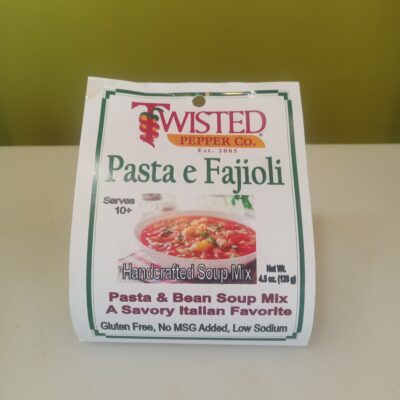 TWISTED
PEPPER CO.
EST. 2005
Pasta e Fajioli
Serves
10+
Handcrafted Soup Mix
Net Wt.
4.5 oz. (128 g)
Pasta & Bean Soup Mix
A Savory Italian Favorite
Gluten Free, No MSG Added, Low Sodium